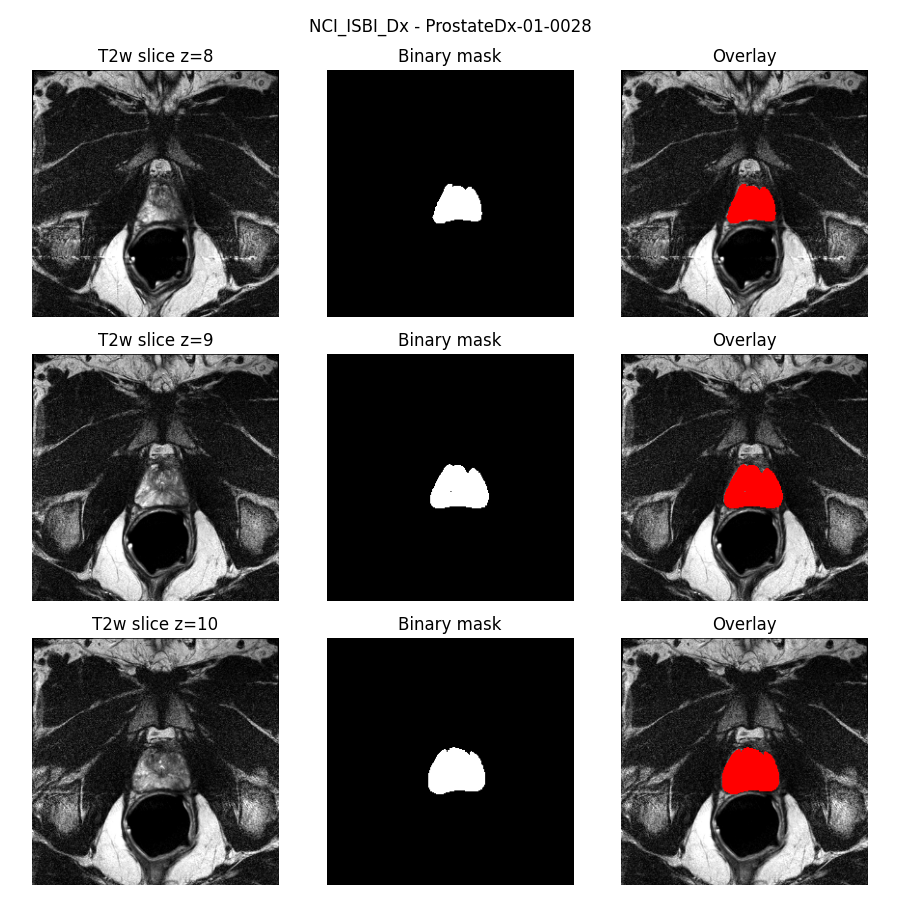 NCI_ISBI_Dx - ProstateDx-01-0028
T2w slice z=8
Binary mask
Overlay
T2w slice z=9
Binary mask
Overlay
T2w slice z=10
Binary mask
Overlay